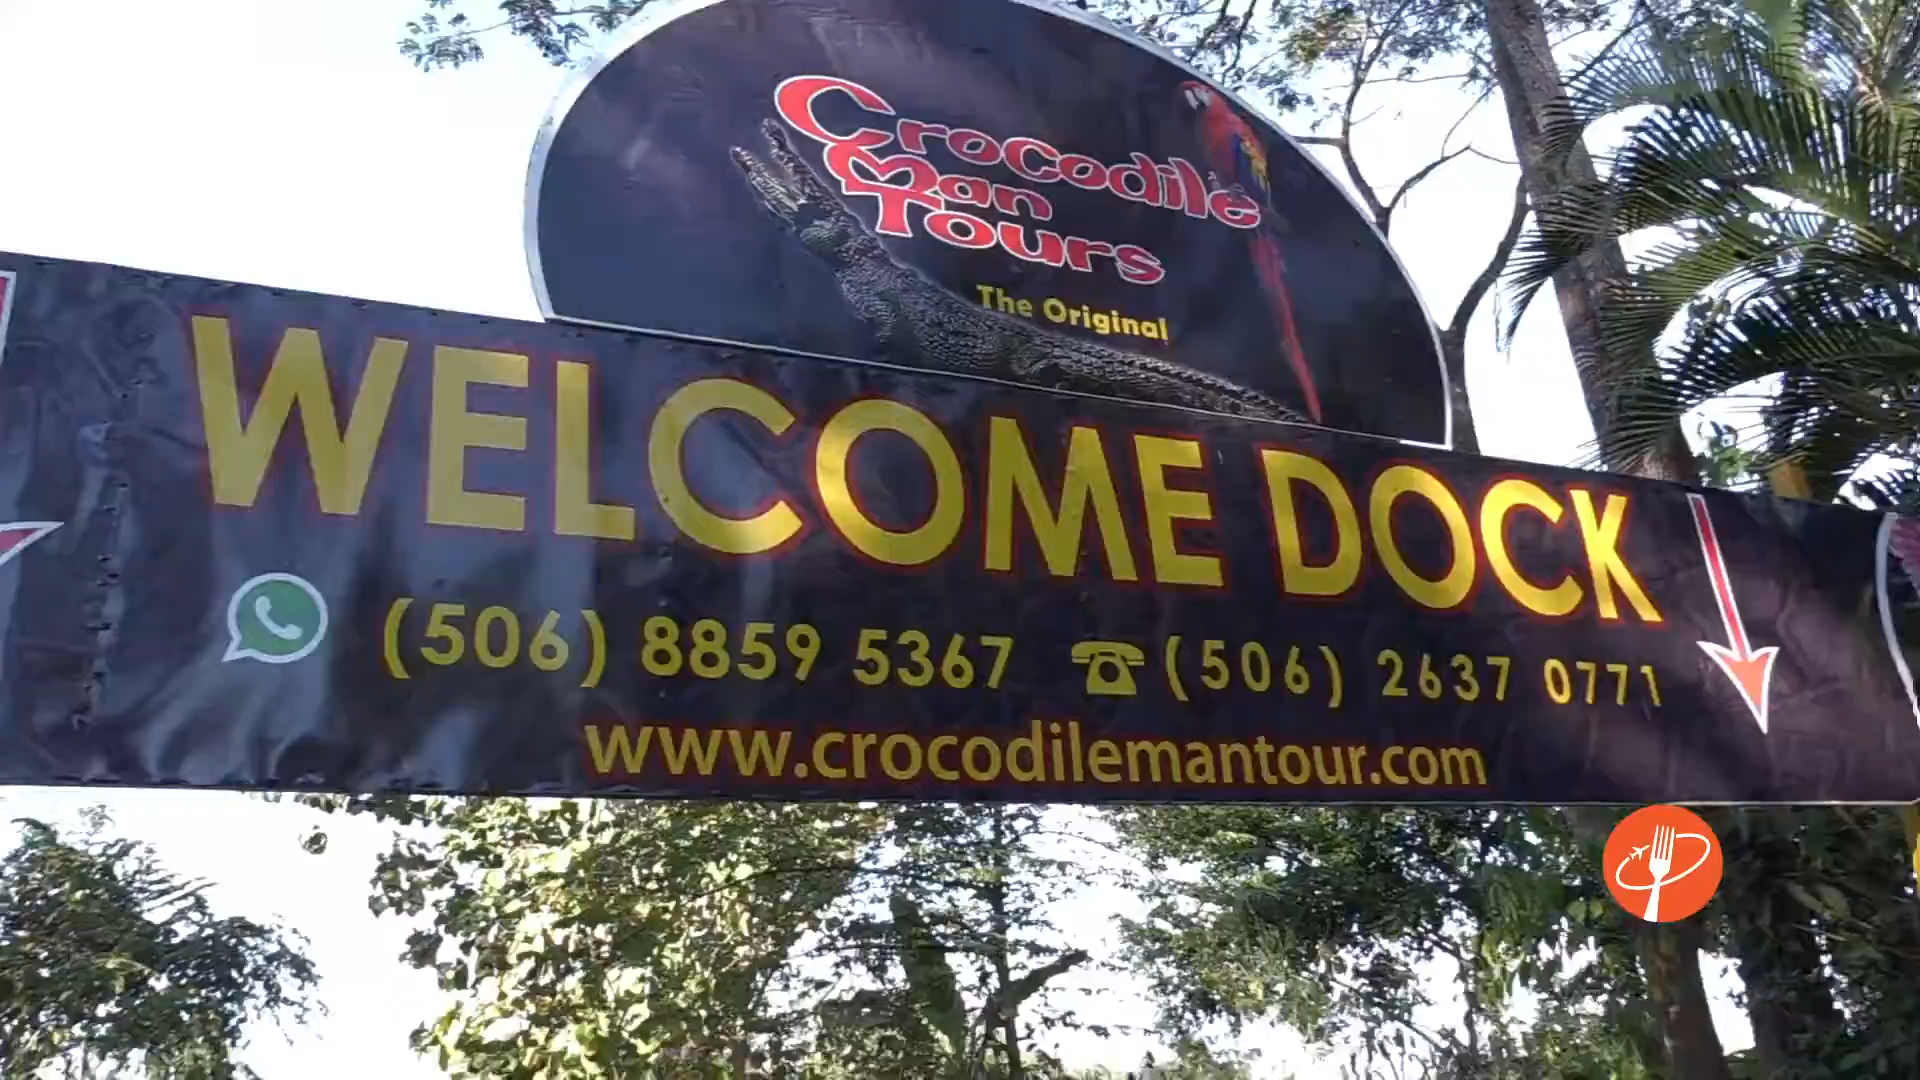 Crocodile
Man
Tours
The Original
WELCOME DOCK
(506) 8859 5367 (506) 2637 0771
www.crocodilemantour.com